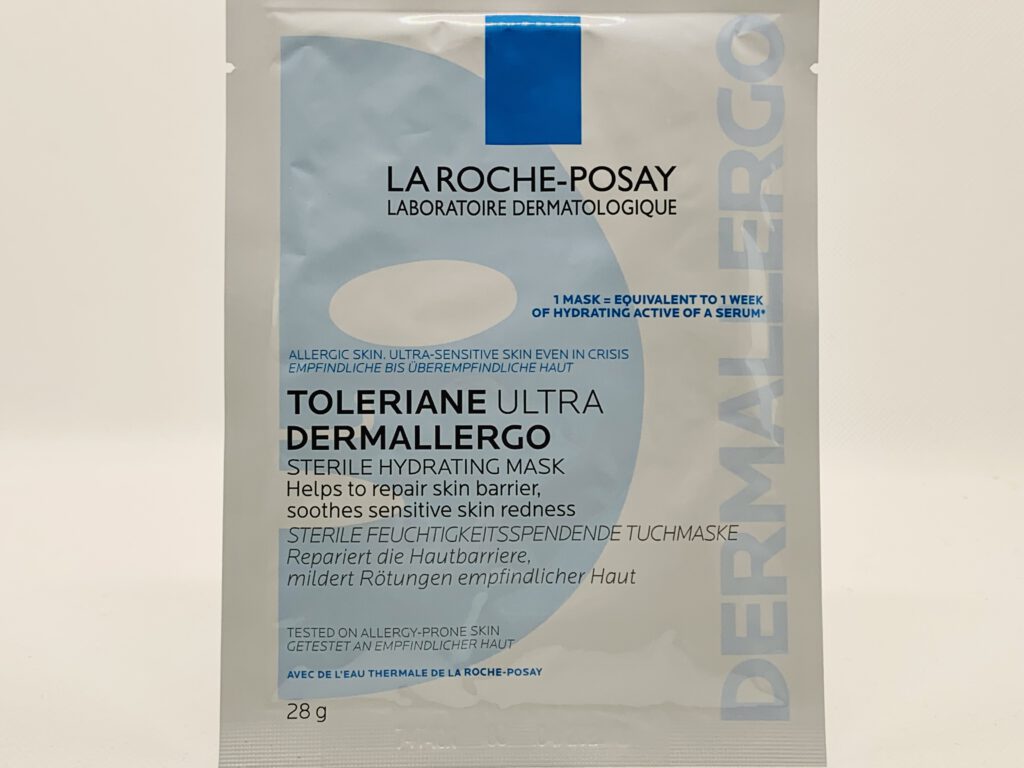 LA ROCHE-POSAY
LABORATOIRE DERMATOLOGIQUE
1 MASK = EQUIVALENT TO 1 WEEK
OF HYDRATING ACTIVE OF A SERUM*
ALLERGIC SKIN. ULTRA-SENSITIVE SKIN EVEN IN CRISIS
EMPFINDLICHE BIS ÜBEREMPFINDLICHE HAUT
TOLERIANE ULTRA
DERMALLERGO
STERILE HYDRATING MASK
Helps to repair skin barrier,
soothes sensitive skin redness
STERILE FEUCHTIGKEITSSPENDENDE TUCHMASKE
Repariert die Hautbarriere,
mildert Rötungen empfindlicher Haut
TESTED ON ALLERGY-PRONE SKIN
GETESTET AN EMPFINDLICHER HAUT
AVEC DE L'EAU THERMALE DE LA ROCHE-POSAY
28 g
DERMALLERGO